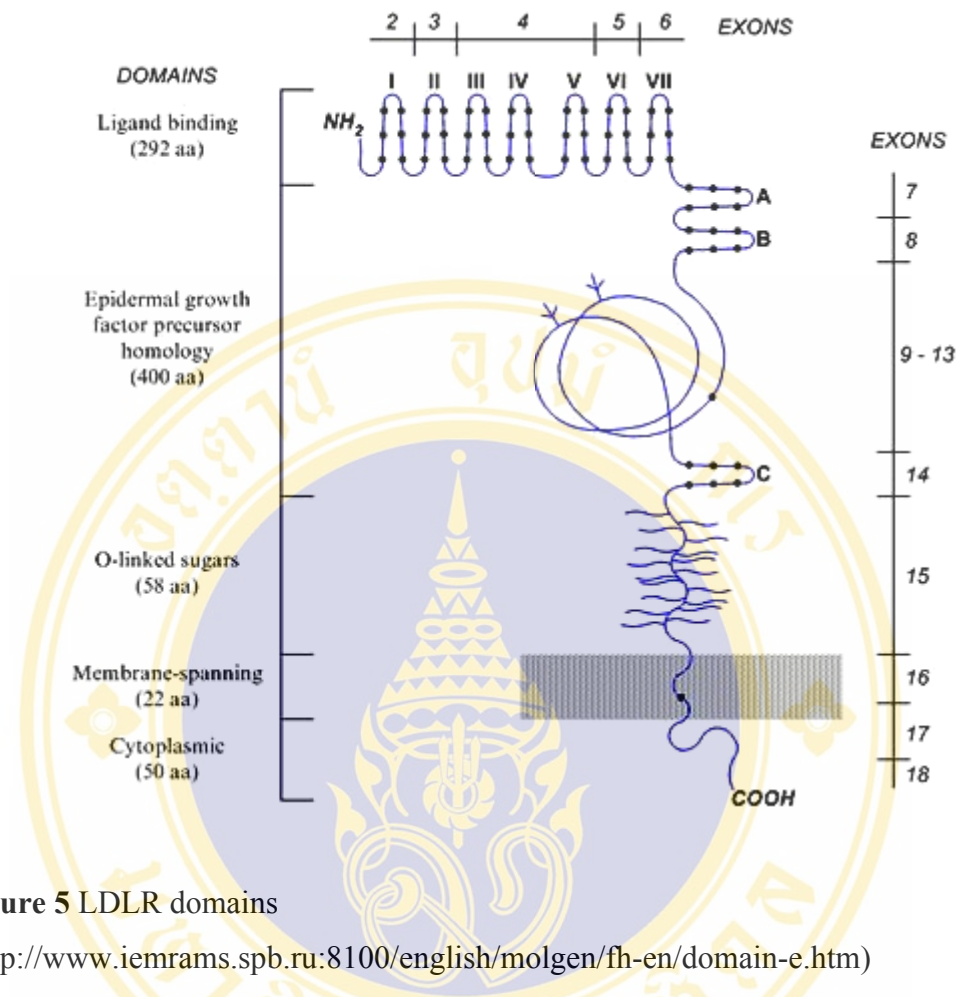 2 3 4 5 6 EXONS
DOMAINS
I II III IV V VI VII
Ligand binding
(292 aa)
NH2
EXONS
7
A
B
8
Epidermal growth
factor precursor
homology
(400 aa)
9 - 13
C
14
O-linked sugars
(58 aa)
15
Membrane-spanning
(22 aa)
16
Cytoplasmic
(50 aa)
17
18
COOH
ure 5 LDLR domains
p://www.iemrams.spb.ru:8100/english/molgen/fh-en/domain-e.htm)